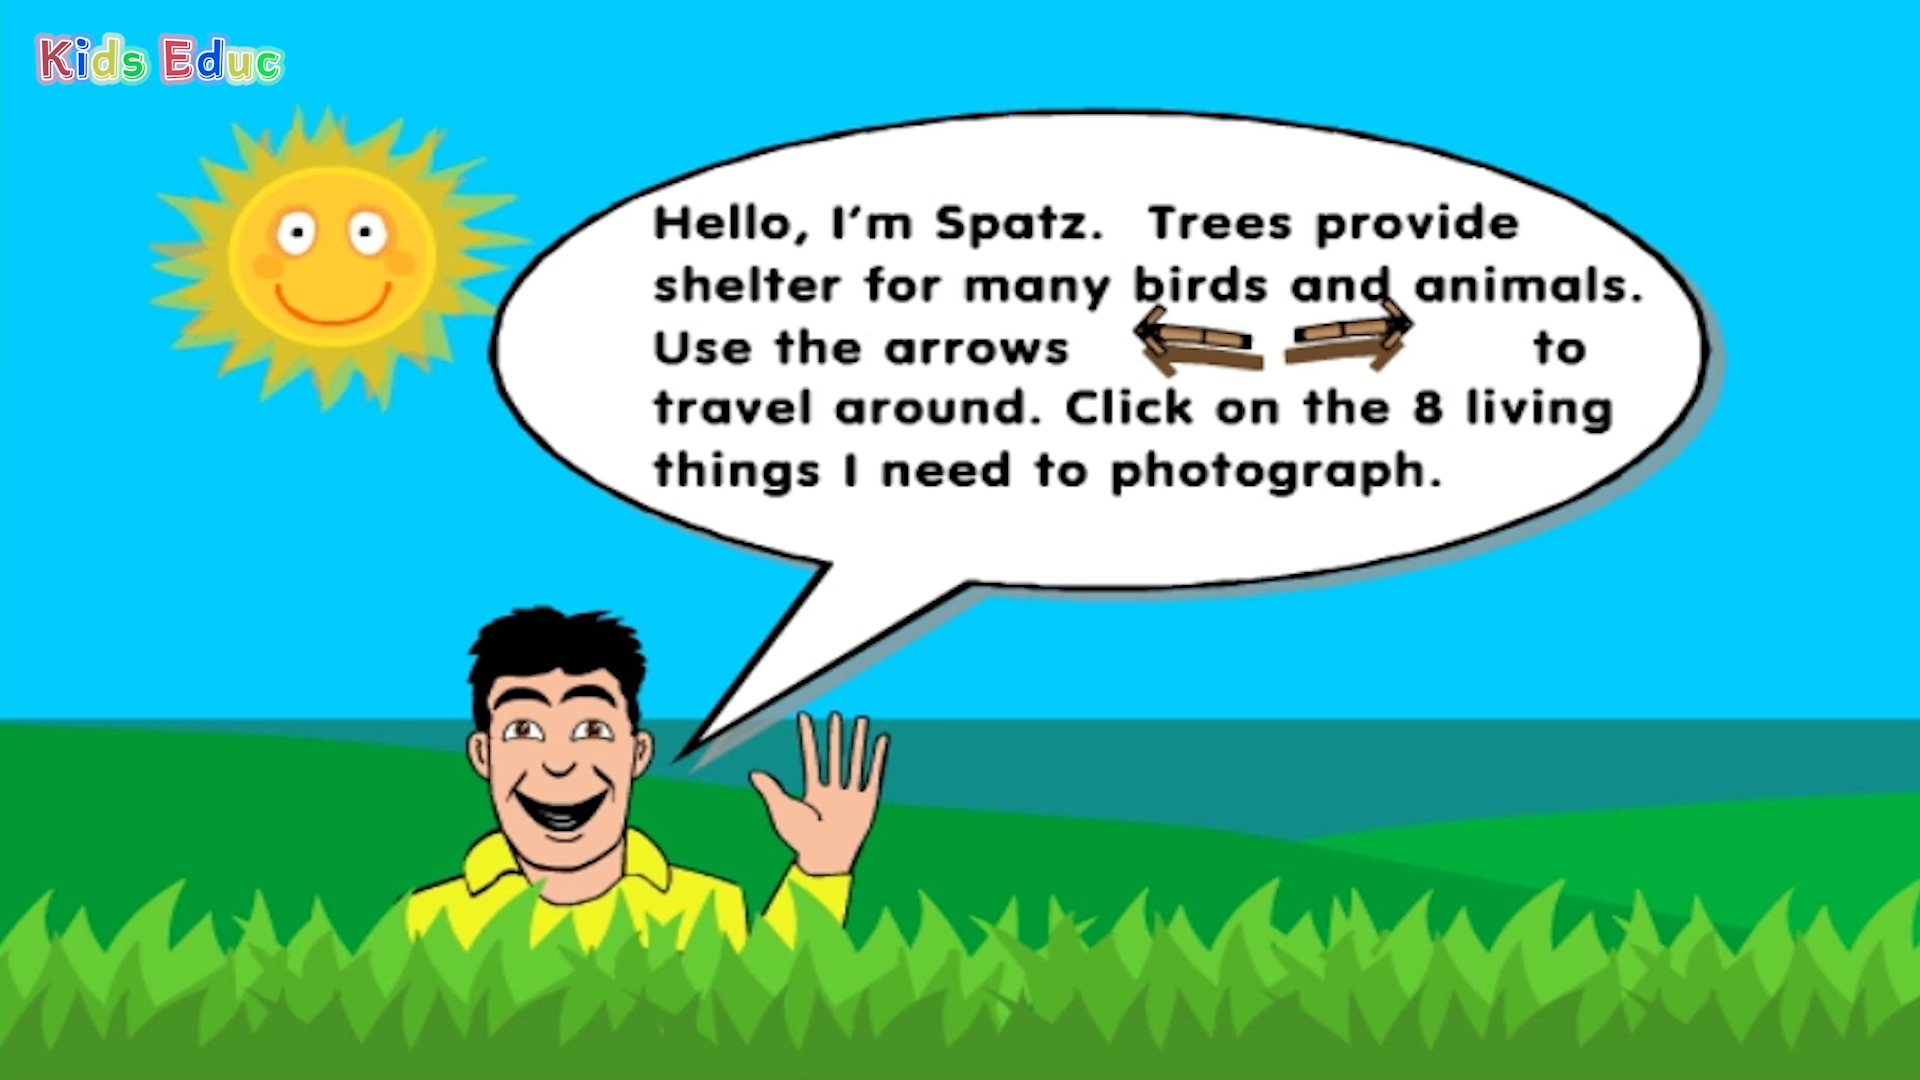 Kids Educ
Hello, I'm Spatz. Trees provide
shelter for many birds and animals.
Use the arrows to
travel around. Click on the 8 living
things I need to photograph.